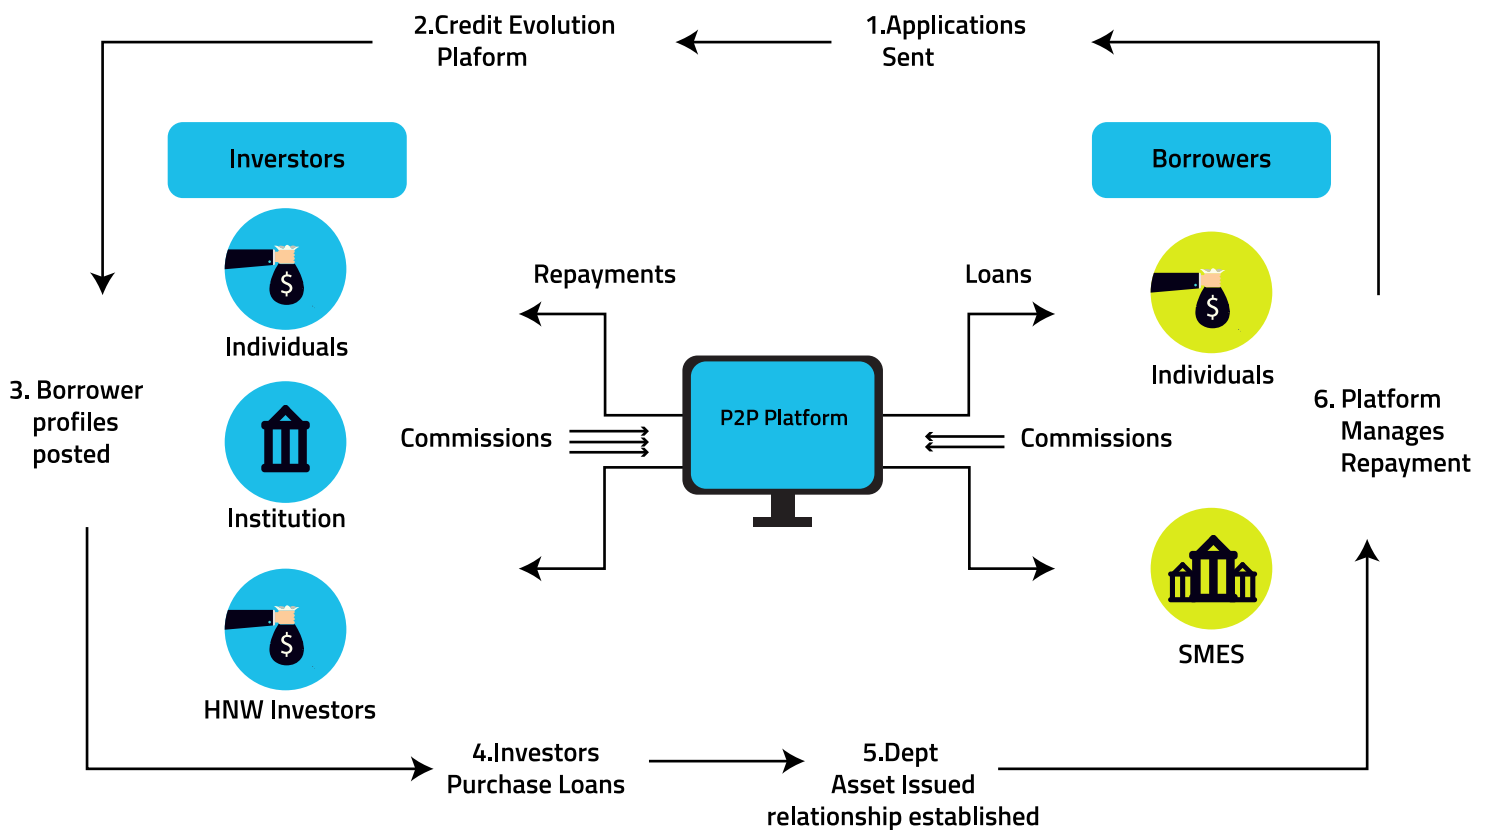 2.Credit Evolution
Plaform
1.Applications
Sent
Inverstors
Borrowers
Individuals
Institution
HNW Investors
3. Borrower
profiles
posted
Repayments
Loans
Commissions
P2P Platform
Commissions
Individuals
SMES
6. Platform
Manages
Repayment
4.Investors
Purchase Loans
5.Dept
Asset Issued
relationship established
$
$
$